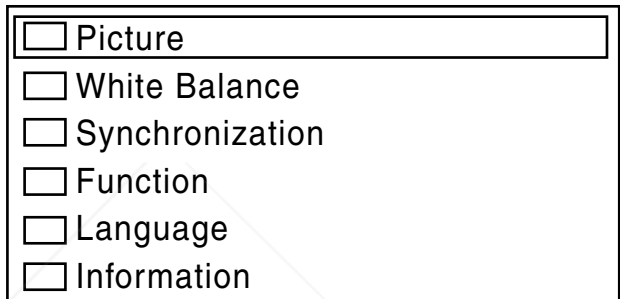 Picture
White Balance
Synchronization
Function
Language
Information